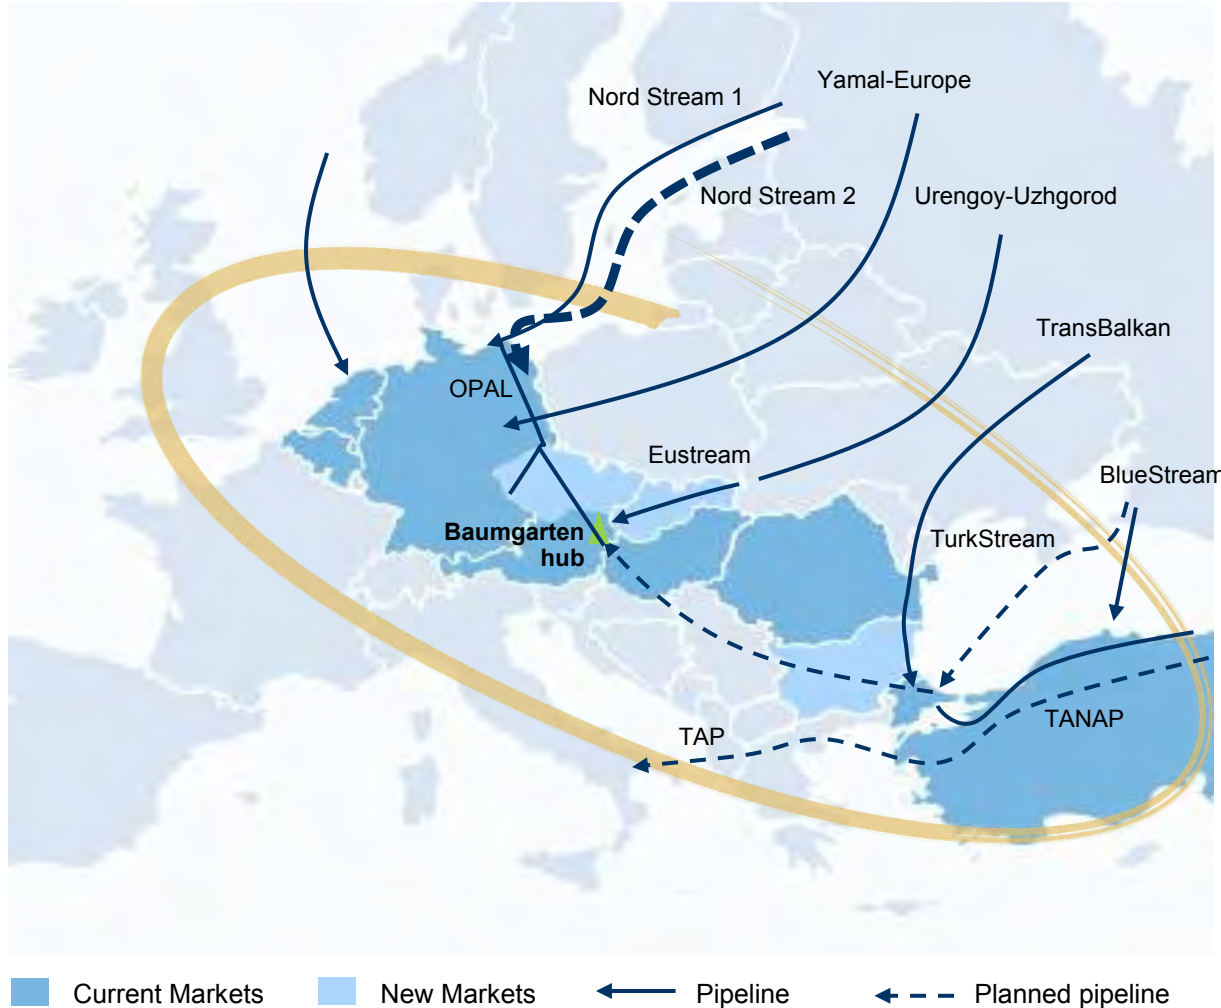 Yamal-Europe
Nord Stream 1
Nord Stream 2
Urengoy-Uzhgorod
TransBalkan
OPAL
Eustream
BlueStream
Baumgarten
hub
TurkStream
TANAP
TAP
Current Markets
New Markets
Pipeline
Planned pipeline